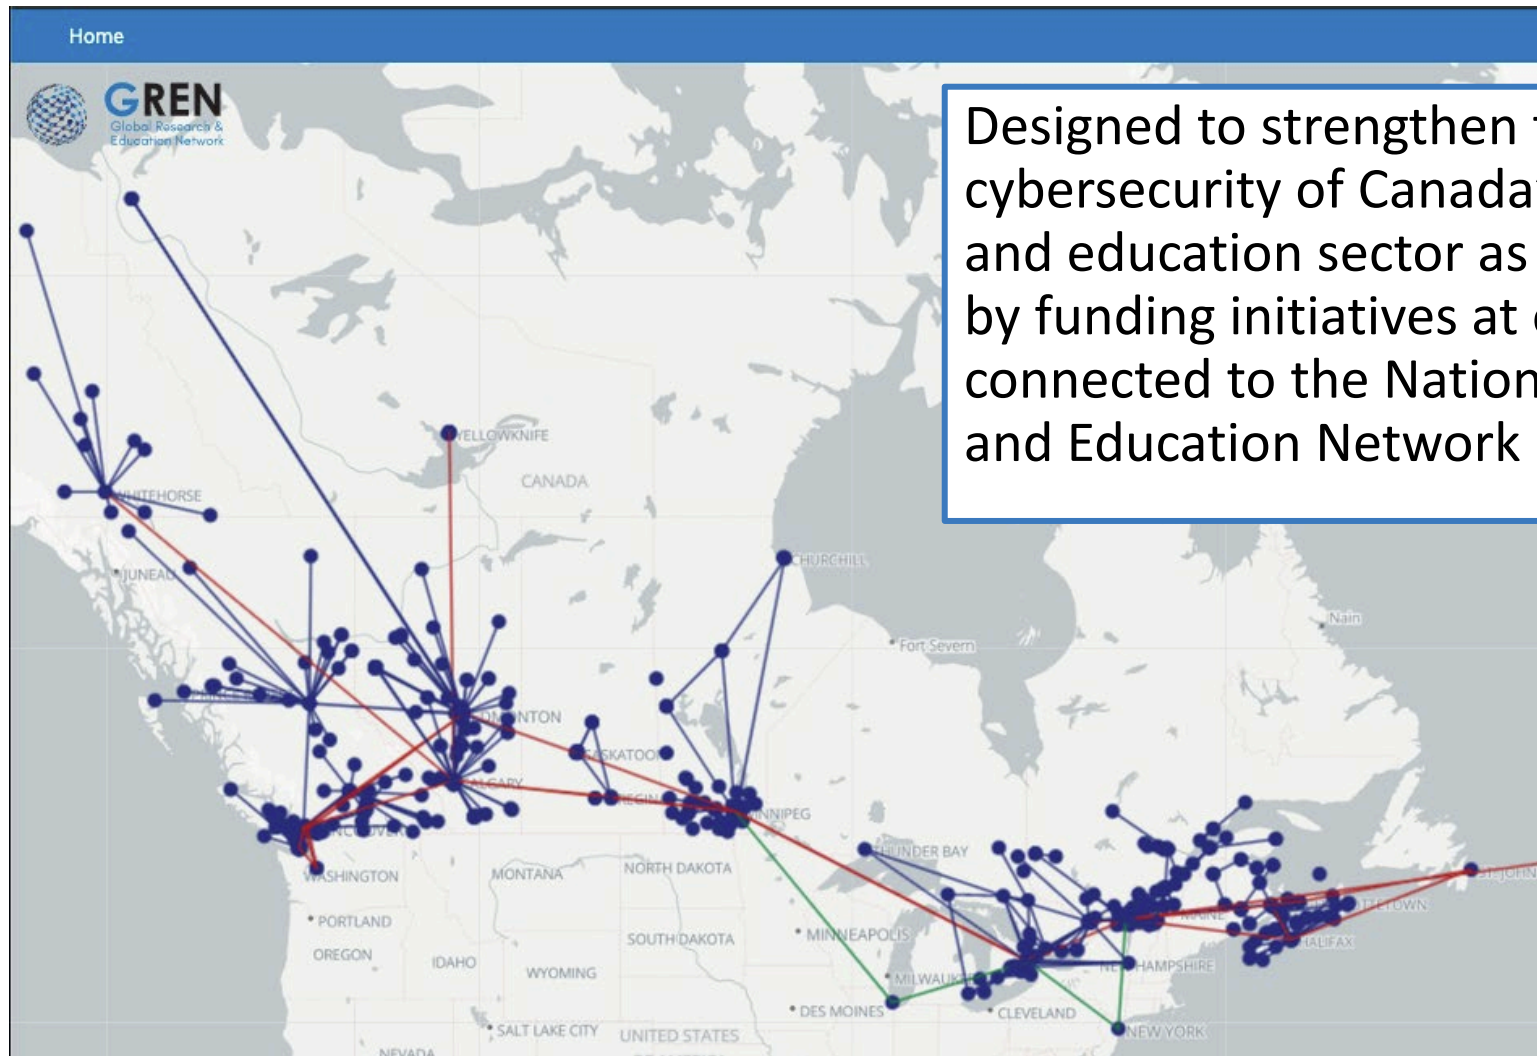 Home
GREN
Global Research &
Education Network
Designed to strengthen
cybersecurity of Canada'
and education sector as
by funding initiatives at
connected to the Nation
and Education Network
YELLOWKNIFE
CANADA
WHITEHORSE
JUNEAU
CHURCHILL
Nain
Fort Severn
EDMONTON
SASKATOON
CALGARY
REGIN
WINNIPEG
VANCOUVER
WASHINGTON
MONTANA
NORTH DAKOTA
THUNDER BAY
ST. JOHN
MAINE
TTETOWN
HALIFAX
PORTLAND
OREGON
IDAHO
WYOMING
SOUTH DAKOTA
MINNEAPOLIS
MILWAUKE
NEW HAMPSHIRE
DES MOINES
CLEVELAND
NEW YORK
SALT LAKE CITY
UNITED STATES
NEVADA